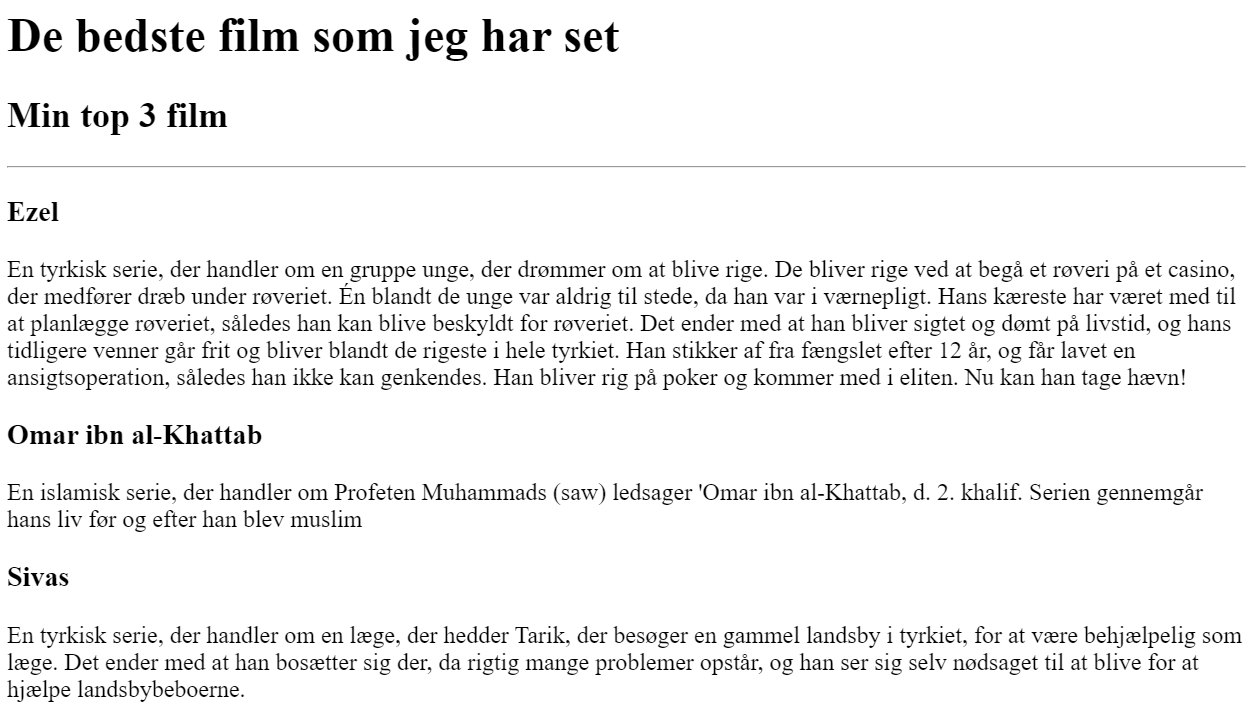 De bedste film som jeg har set
Min top 3 film
Ezel
En tyrkisk serie, der handler om en gruppe unge, der drømmer om at blive rige. De bliver rige ved at begå et røveri på et casino,
der medfører dræb under røveriet. Én blandt de unge var aldrig til stede, da han var i værnepligt. Hans kæreste har været med til
at planlægge røveriet, således han kan blive beskyldt for røveriet. Det ender med at han bliver sigtet og dømt på livstid, og hans
tidligere venner går frit og bliver blandt de rigeste i hele tyrkiet. Han stikker af fra fængslet efter 12 år, og får lavet en
ansigtsoperation, således han ikke kan genkendes. Han bliver rig på poker og kommer med i eliten. Nu kan han tage hævn!
Omar ibn al-Khattab
En islamisk serie, der handler om Profeten Muhammads (saw) ledsager 'Omar ibn al-Khattab, d. 2. khalif. Serien gennemgår
hans liv før og efter han blev muslim
Sivas
En tyrkisk serie, der handler om en læge, der hedder Tarik, der besøger en gammel landsby i tyrkiet, for at være behjælpelig som
læge. Det ender med at han bosætter sig der, da rigtig mange problemer opstår, og han ser sig selv nødsaget til at blive for at
hjælpe landsbybeboerne.